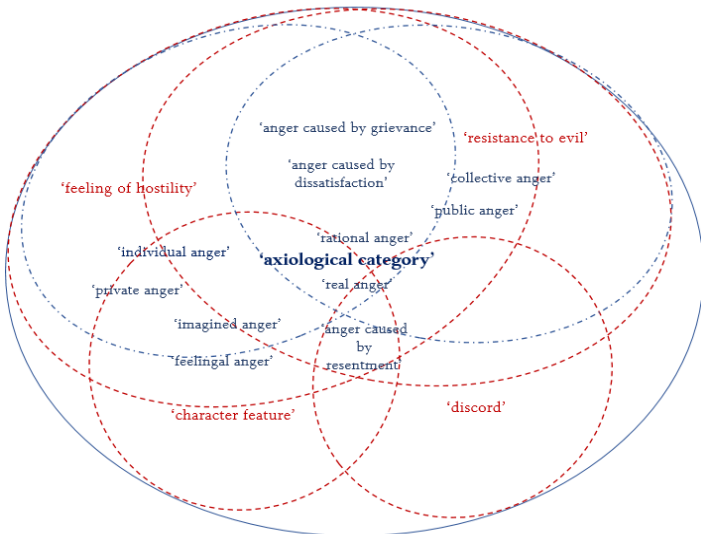 ‘anger caused by grievance’
‘resistance to evil’
‘anger caused by
dissatisfaction’
‘collective anger’
‘feeling of hostility’
‘public anger’
‘rational anger’
‘individual anger’
‘axiological category’
‘real anger’
‘private anger’
‘imagined anger’
‘anger caused
by
resentment’
‘feelingal anger’
‘character feature’
‘discord’